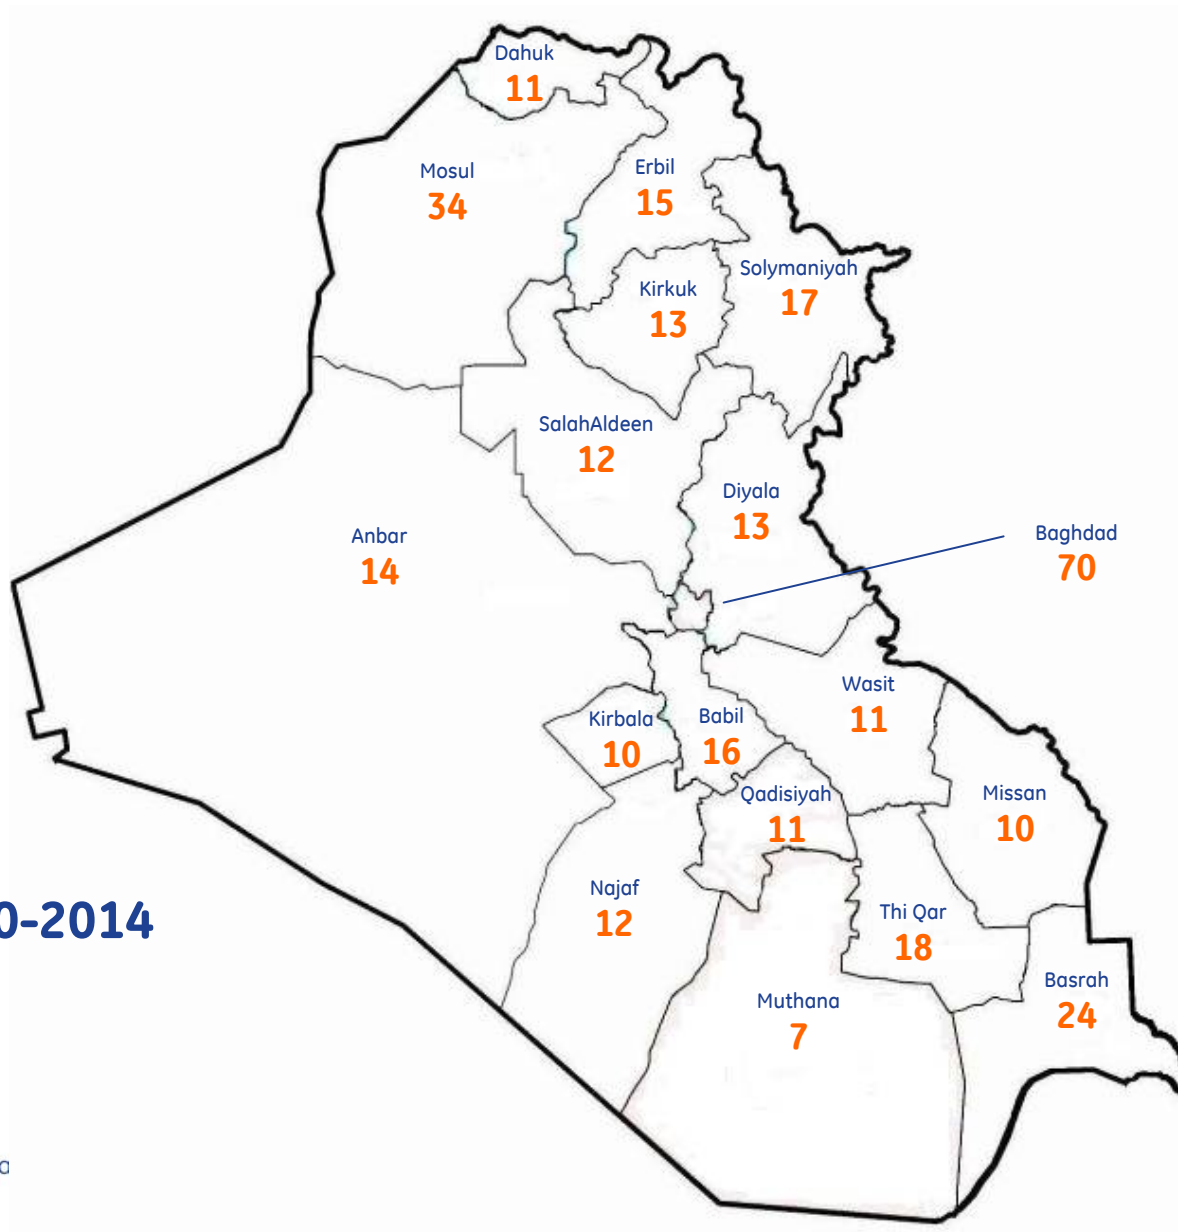 Dahuk
11
Mosul
34
Erbil
15
Solymaniyah
17
Kirkuk
13
SalahAldeen
12
Diyala
13
Anbar
14
Baghdad
70
Wasit
11
Kirbala
10
Babil
16
Qadisiyah
11
Missan
10
Najaf
12
Thi Qar
18
0-2014
Basrah
24
Muthana
7